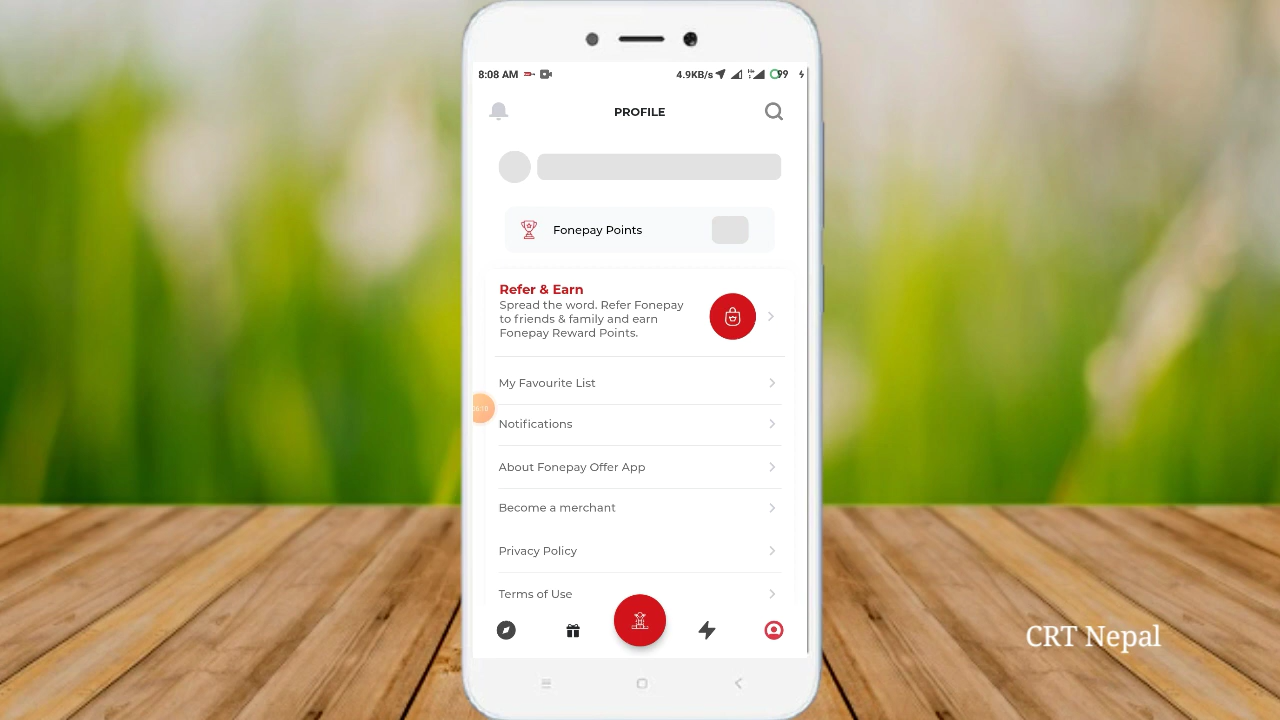 8:08 AM 4.9KB/s 99
PROFILE
Fonepay Points
Refer & Earn
Spread the word. Refer Fonepay
to friends & family and earn
Fonepay Reward Points.
My Favourite List
Notifications
About Fonepay Offer App
Become a merchant
Privacy Policy
Terms of Use
CRT Nepal